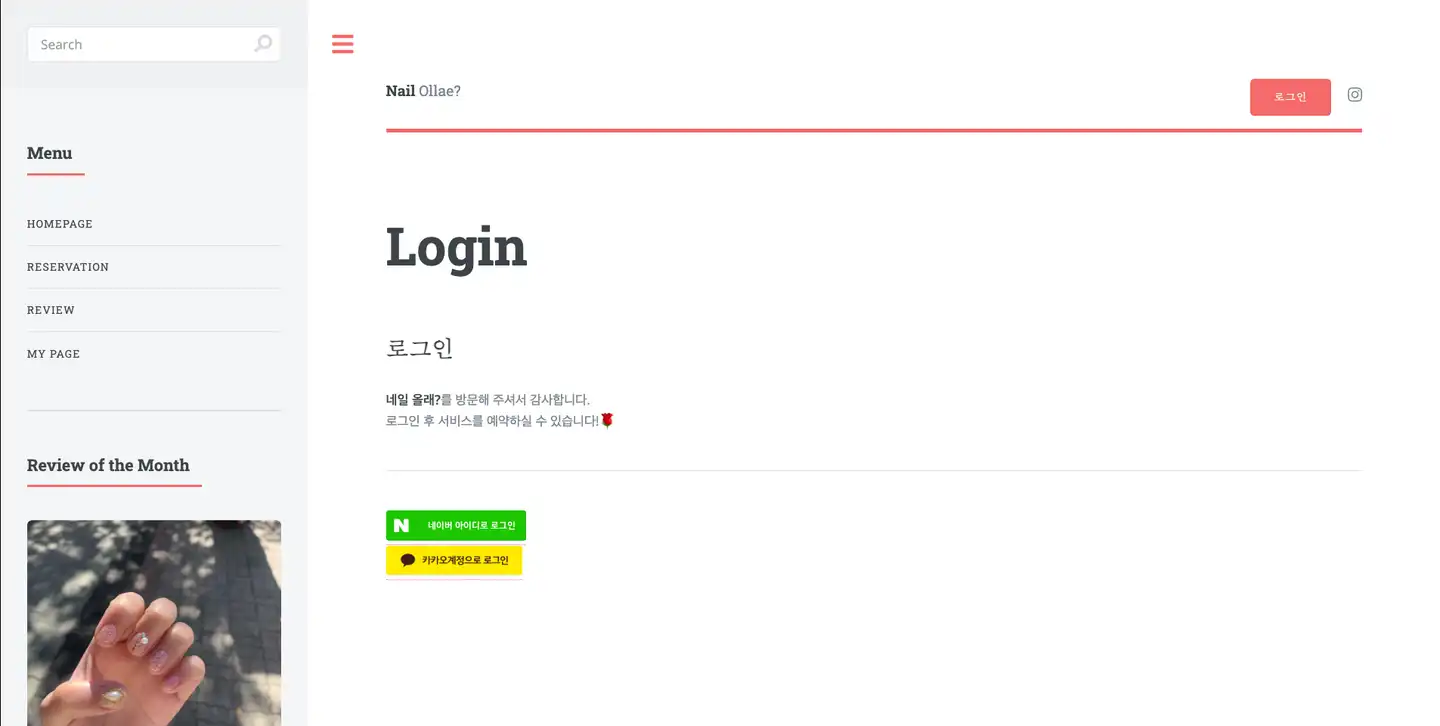 Search
Menu
HOMEPAGE
RESERVATION
REVIEW
MY PAGE
Review of the Month
Nail Ollae?
로그인
Login
로그인
네일 올래?를 방문해 주셔서 감사합니다.
로그인 후 서비스를 예약하실 수 있습니다!🌹
네이버 아이디로 로그인
카카오계정으로 로그인